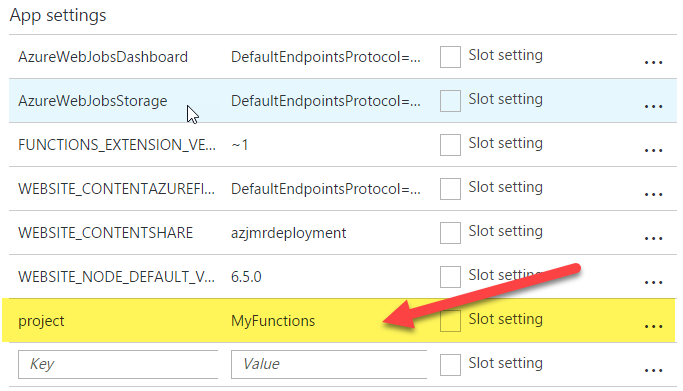 App settings
AzureWebJobsDashboard DefaultEndpointsProtocol=... Slot setting ...
AzureWebJobsStorage DefaultEndpointsProtocol=... Slot setting ...
FUNCTIONS_EXTENSION_VE... ~1 Slot setting ...
WEBSITE_CONTENTAZUREFI... DefaultEndpointsProtocol=... Slot setting ...
WEBSITE_CONTENTSHARE azjmrdeployment Slot setting ...
WEBSITE_NODE_DEFAULT_V... 6.5.0 Slot setting ...
project MyFunctions Slot setting ...
Key Value Slot setting ...